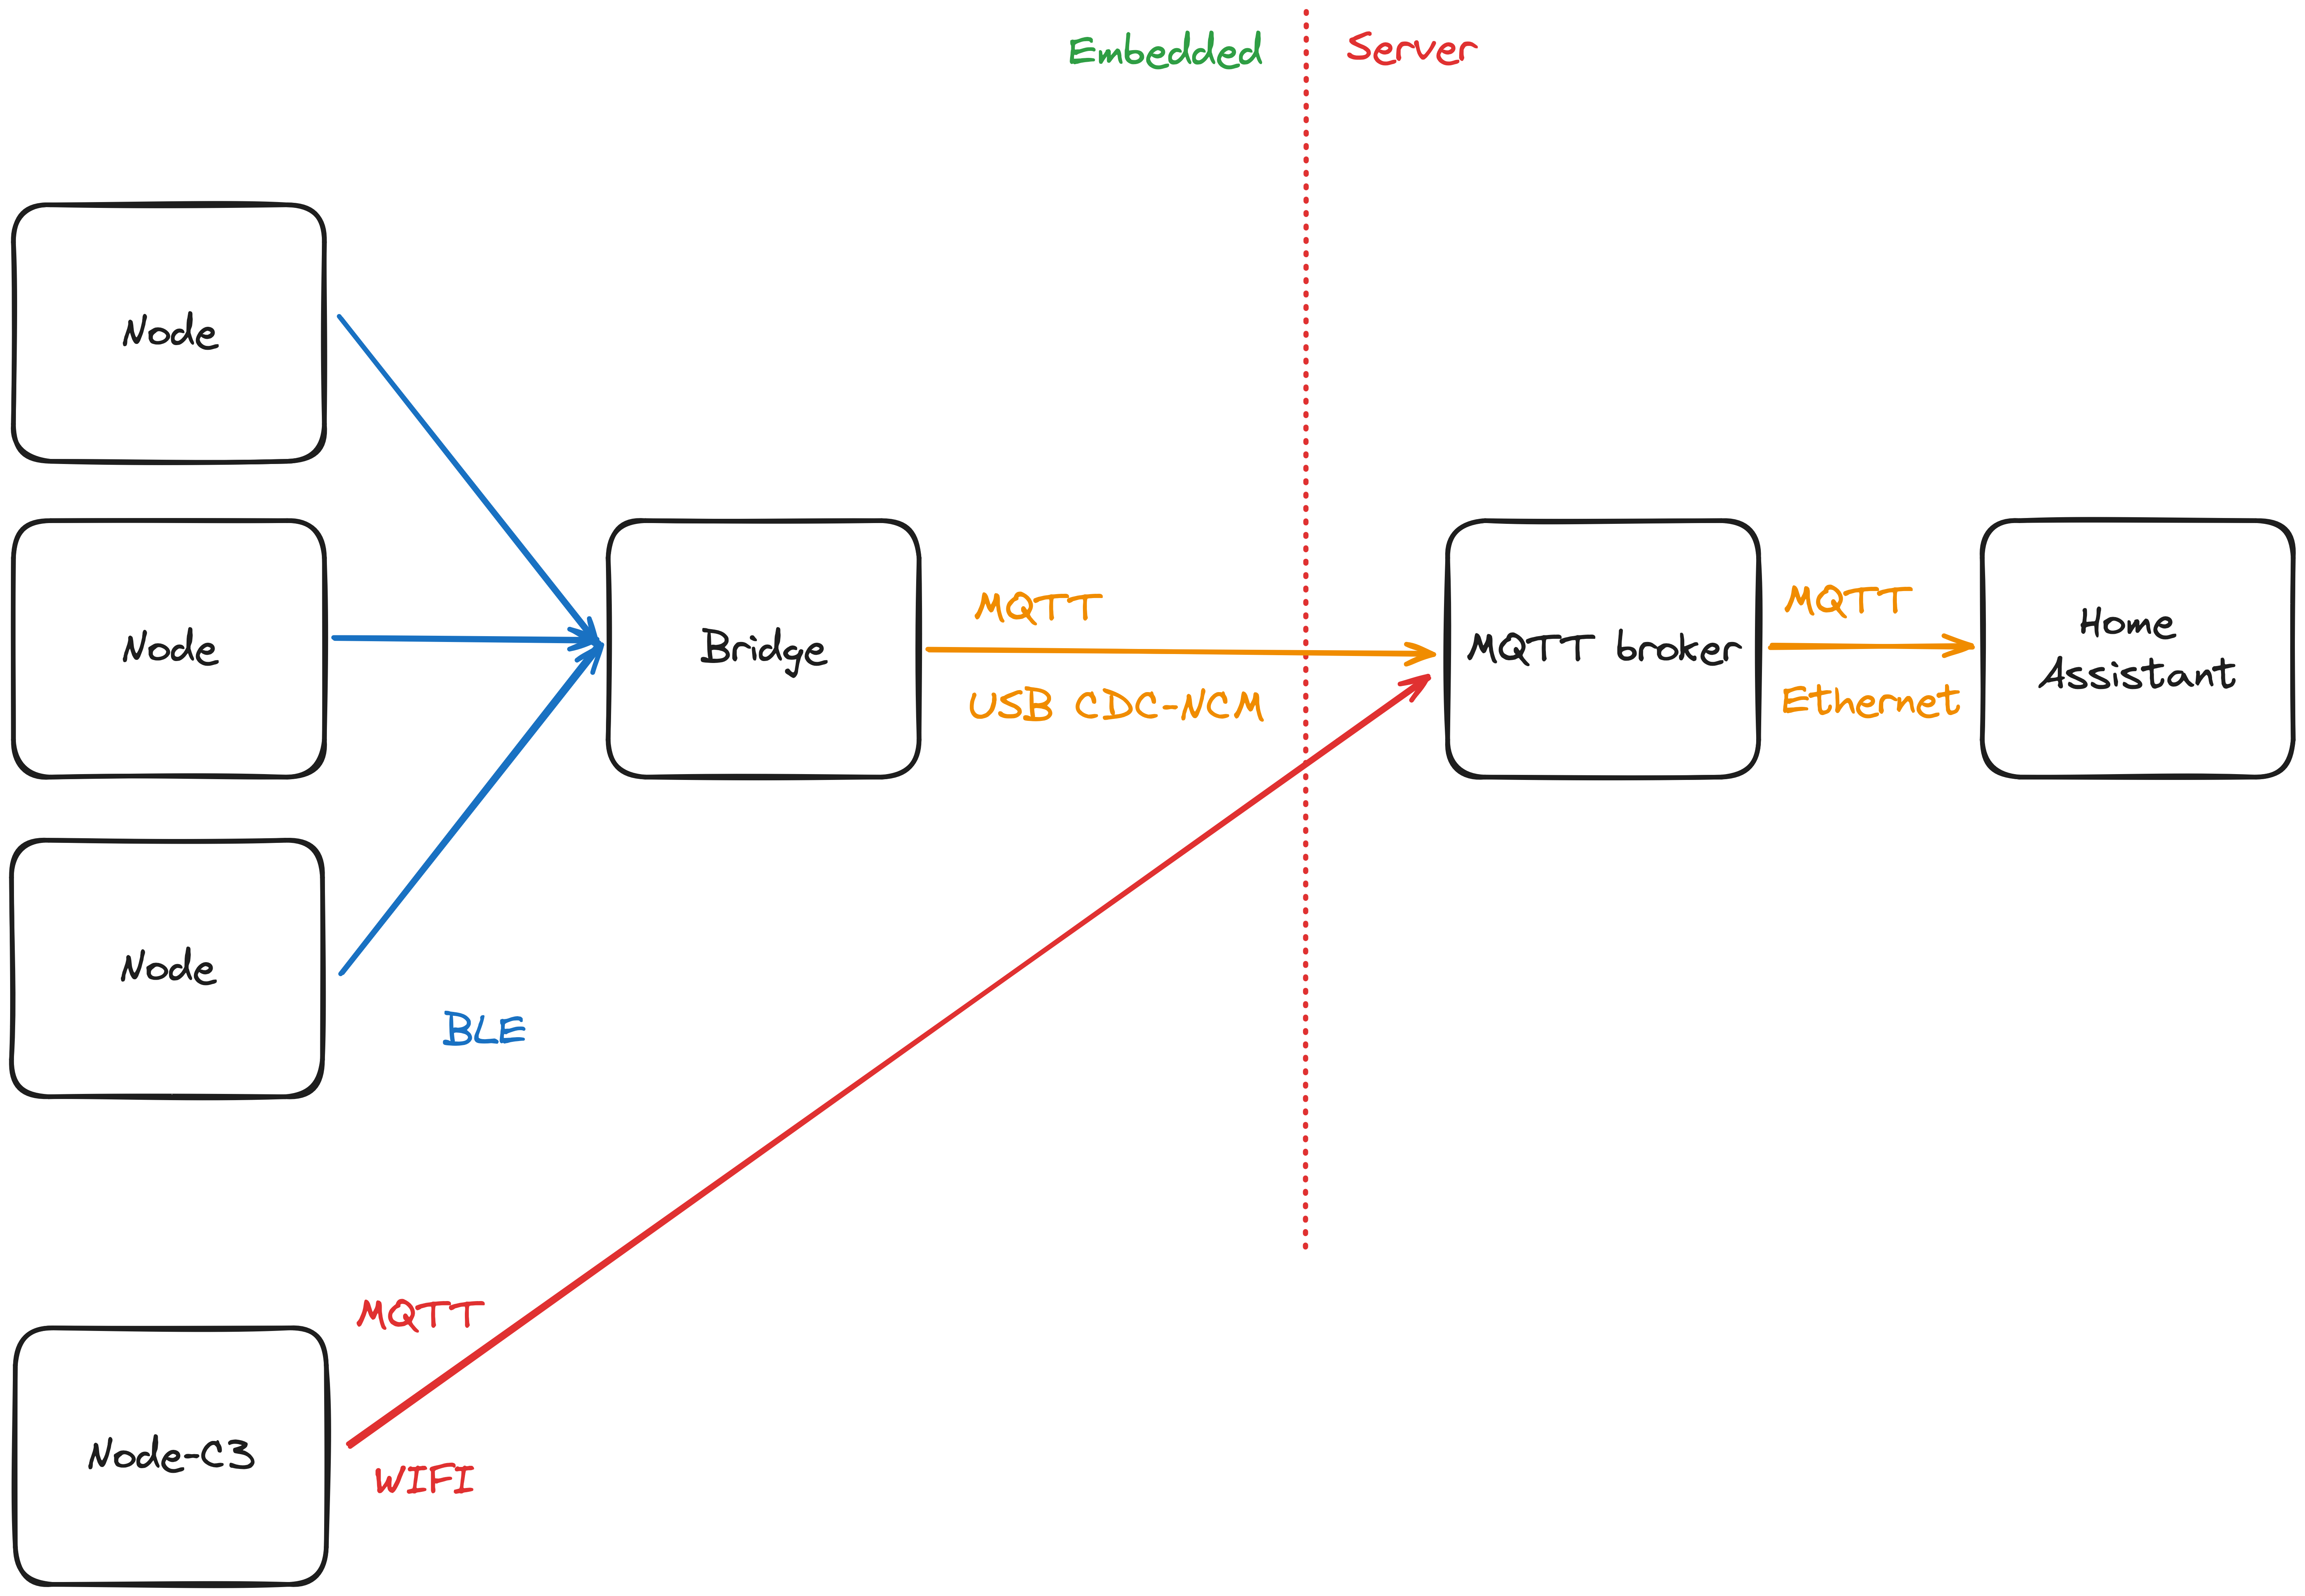 Embedded
Server
Node
Node
Bridge
MQTT
USB CDC-NCM
MQTT broker
MQTT
Ethernet
Home
Assistant
Node
BLE
MQTT
WIFI
Node-C3